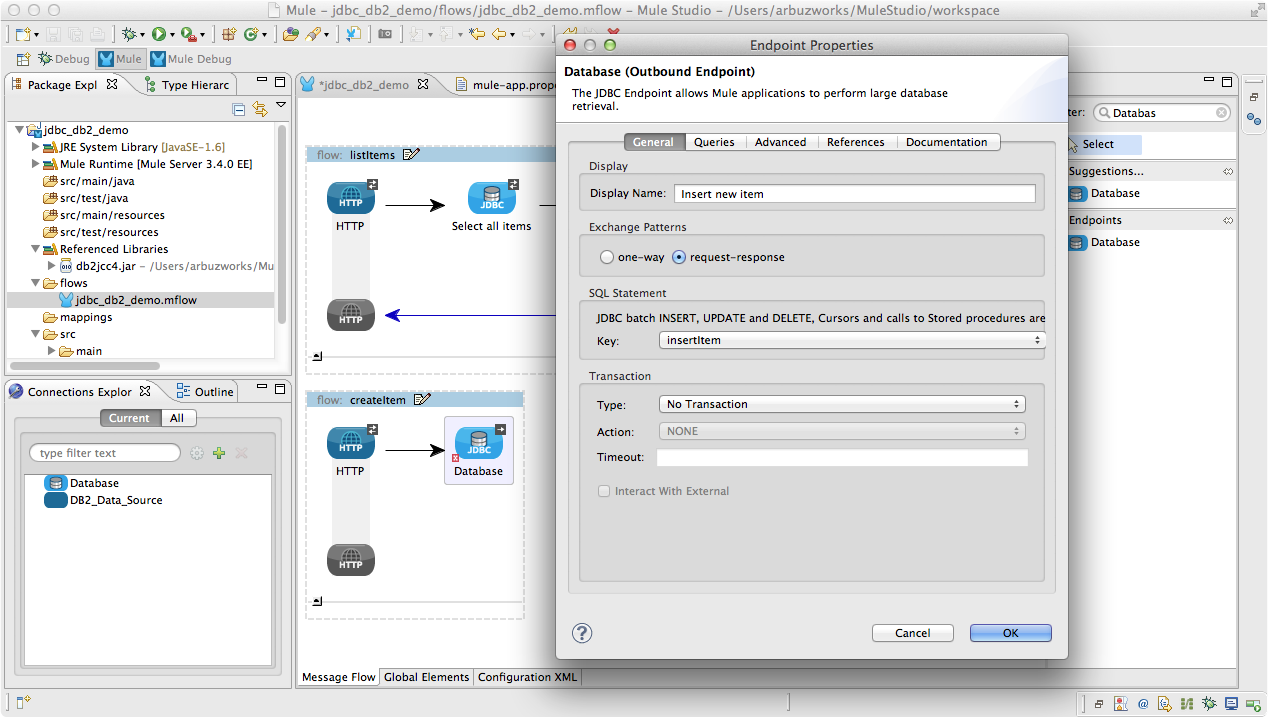 Mule – jdbc_db2_demo/flows/jdbc_db2_demo.mflow – Mule Studio – /Users/arbuzworks/MuleStudio/workspace
Debug Mule Mule Debug
Package Expl Type Hierarc
jdbc_db2_demo
JRE System Library [JavaSE-1.6]
Mule Runtime [Mule Server 3.4.0 EE]
src/main/java
src/test/java
src/main/resources
src/test/resources
Referenced Libraries
db2jcc4.jar – /Users/arbuzworks/Mu
flows
jdbc_db2_demo.mflow
mappings
src
main
Connections Explor Outline
Current All
type filter text
Database
DB2_Data_Source
*jdbc_db2_demo mule-app.prope
flow: listItems
HTTP JDBC
HTTP Select all items
HTTP
flow: createItem
HTTP JDBC
HTTP Database
HTTP
Message Flow Global Elements Configuration XML
Endpoint Properties
Database (Outbound Endpoint)
The JDBC Endpoint allows Mule applications to perform large database
retrieval.
General Queries Advanced References Documentation
Display
Display Name: Insert new item
Exchange Patterns
one-way request-response
SQL Statement
JDBC batch INSERT, UPDATE and DELETE, Cursors and calls to Stored procedures are
Key: insertItem
Transaction
Type: No Transaction
Action: NONE
Timeout:
Interact With External
? Cancel OK
ter: Databas
Select
Suggestions...
Database
Endpoints
Database